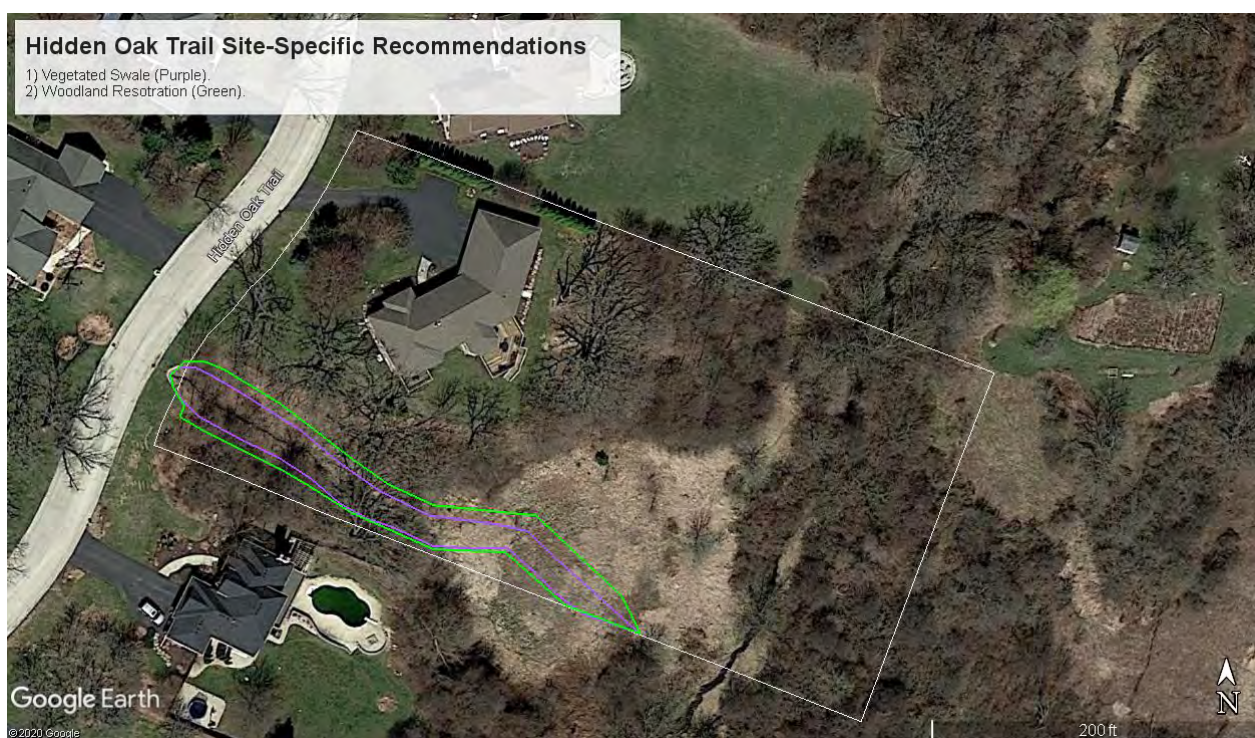 Hidden Oak Trail Site-Specific Recommendations
1) Vegetated Swale (Purple).
2) Woodland Resotration (Green).
Hidden Oak Trail
Google Earth
N
©2020 Google
200 ft